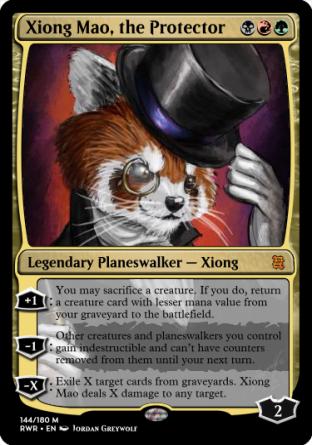 Xiong Mao, the Protector
Legendary Planeswalker — Xiong
+1: You may sacrifice a creature. If you do, return
a creature card with lesser mana value from
your graveyard to the battlefield.
-1: Other creatures and planeswalkers you control
gain indestructible and can't have counters
removed from them until your next turn.
-X: Exile X target cards from graveyards. Xiong
Mao deals X damage to any target.
2
144/180 M
RWR • EN Jordan Greywolf